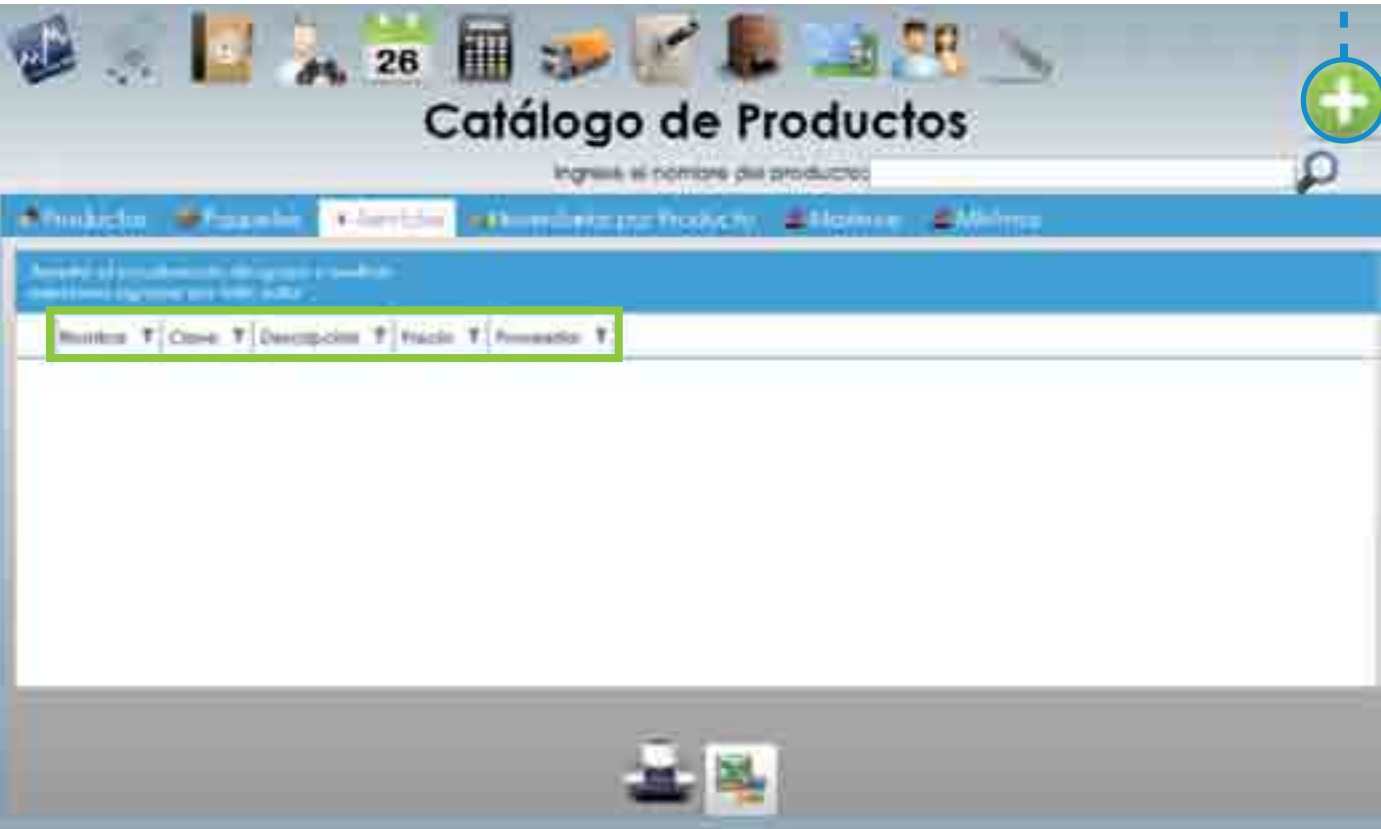 26
Catálogo de Productos
Ingrese el nombre del producto:
Productos Paquetes Servicios Inventario por Producto Máximos Mínimos
Nombre Clave Descripción Precio Proveedor